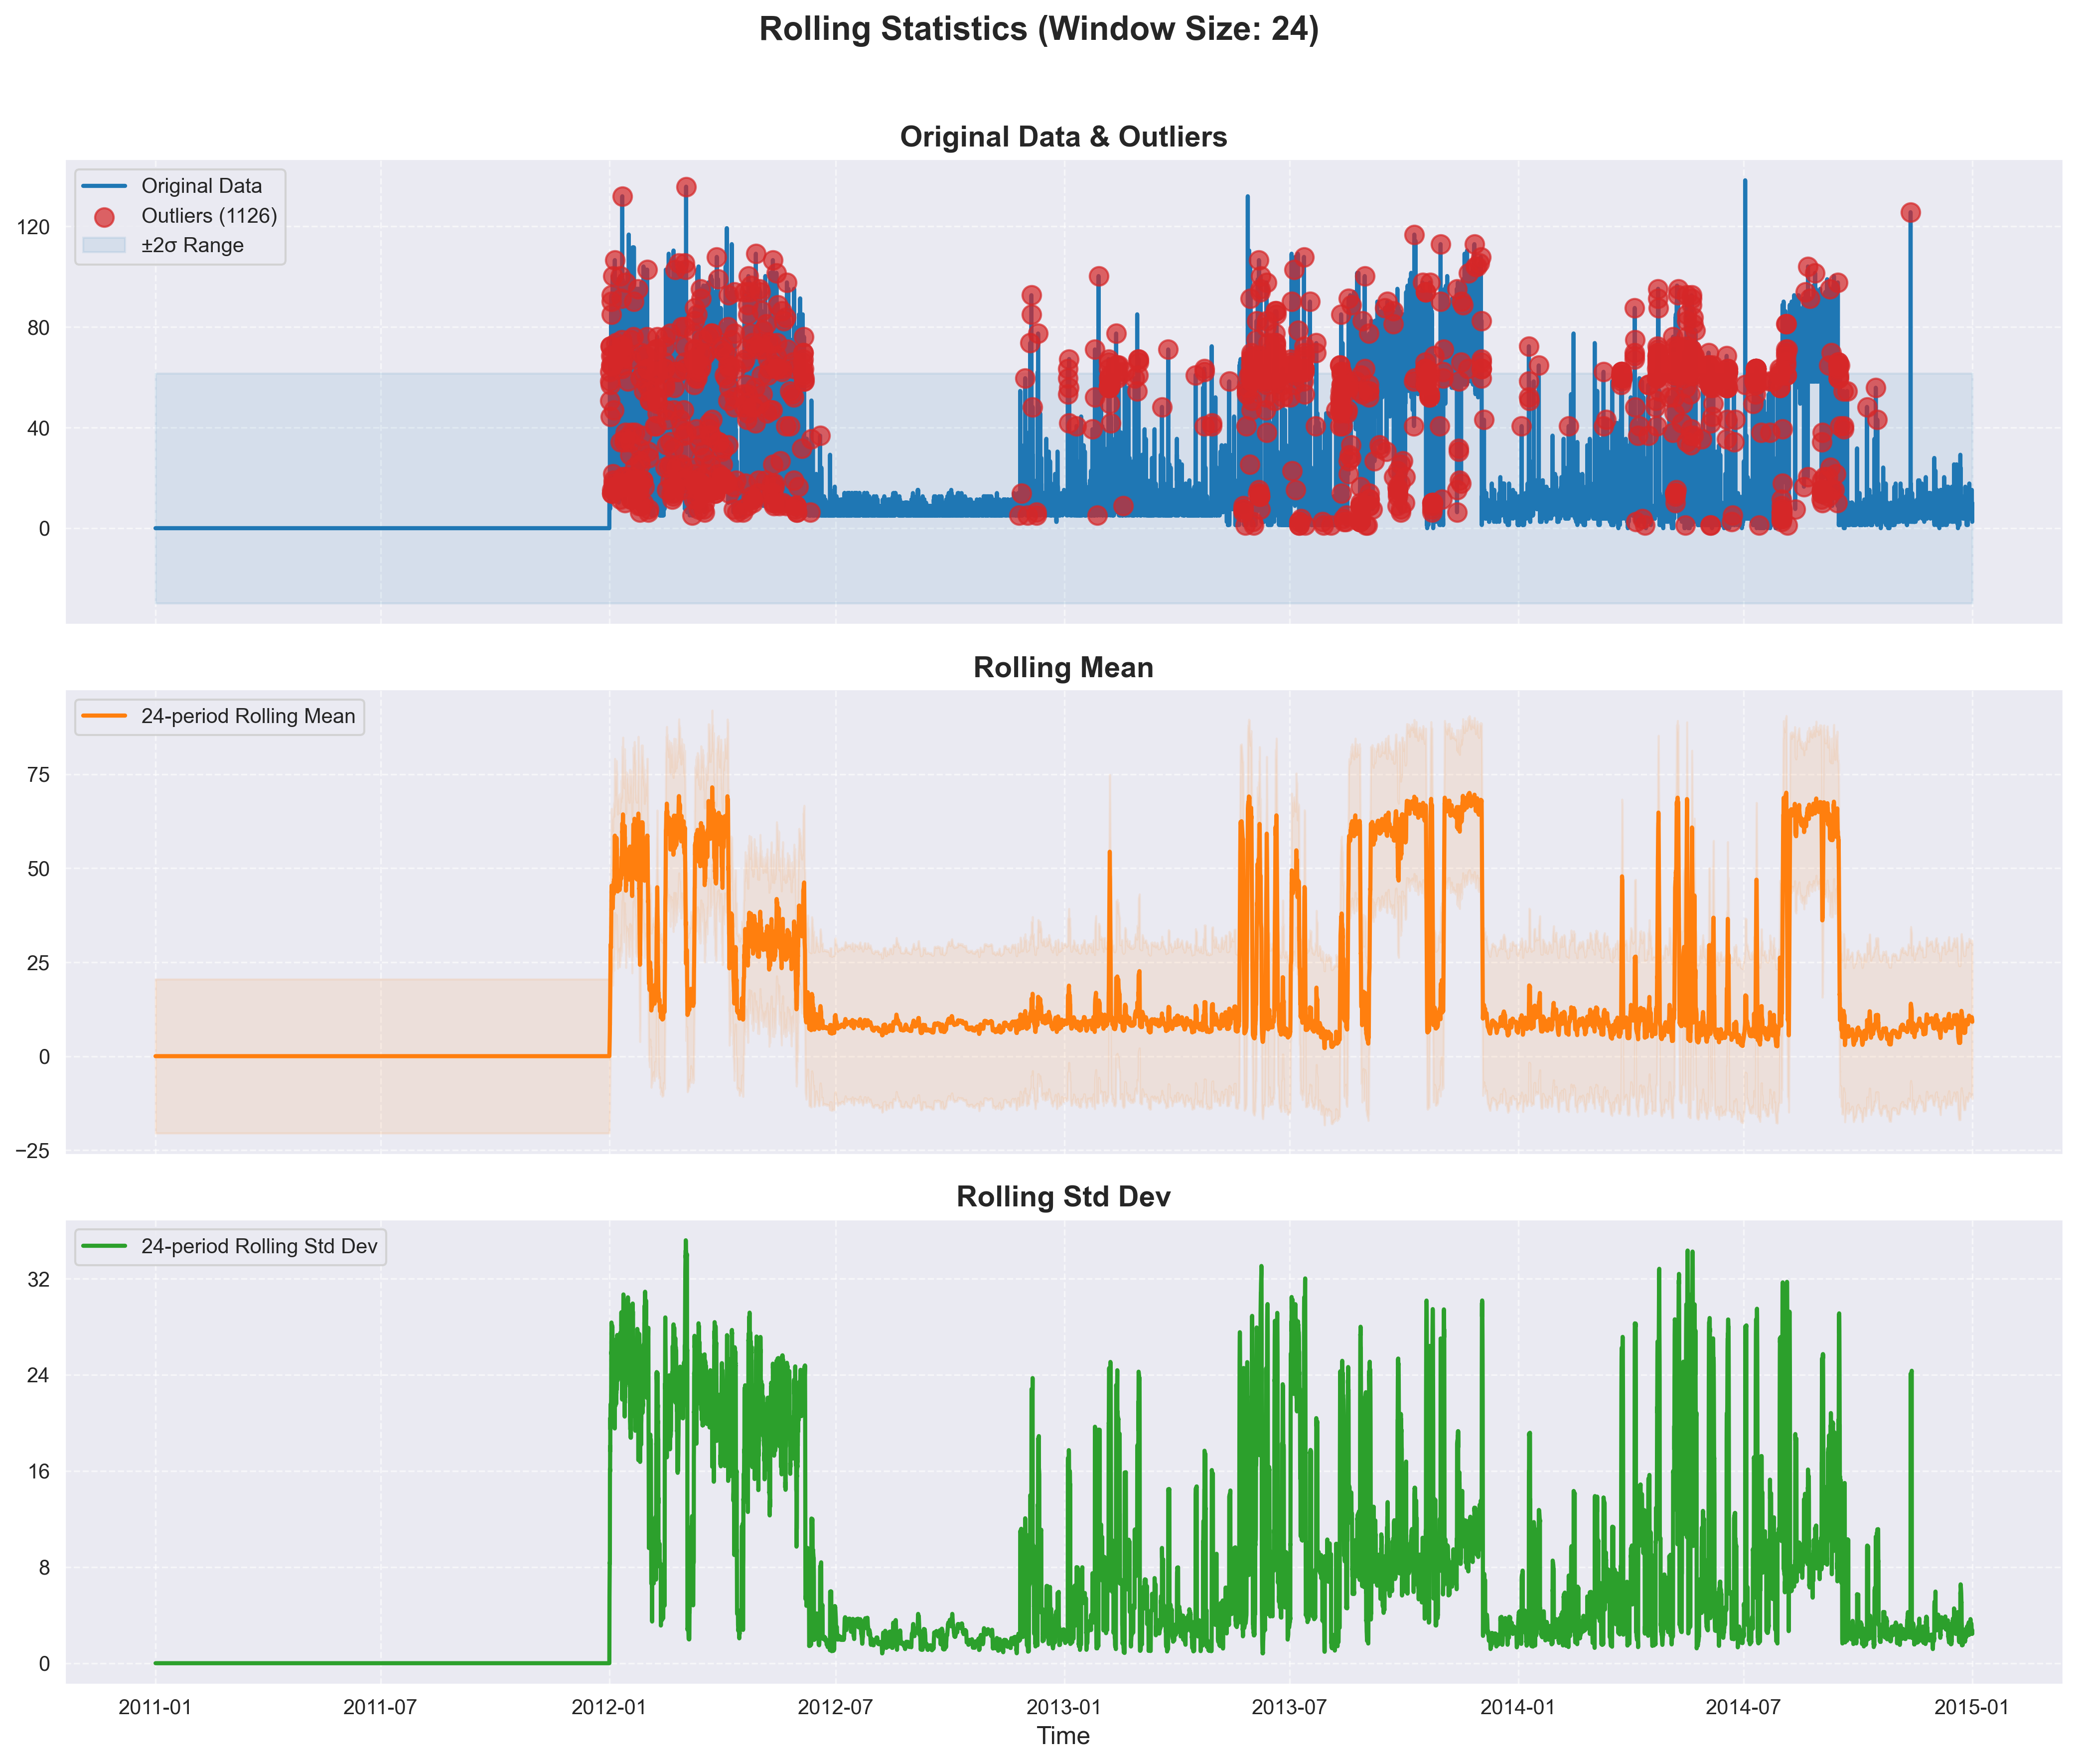 Rolling Statistics (Window Size: 24)
Original Data & Outliers
Original Data
Outliers (1126)
±2σ Range
120
80
40
0
Rolling Mean
24-period Rolling Mean
75
50
25
0
−25
Rolling Std Dev
24-period Rolling Std Dev
32
24
16
8
0
2011-01 2011-07 2012-01 2012-07 2013-01 2013-07 2014-01 2014-07 2015-01
Time